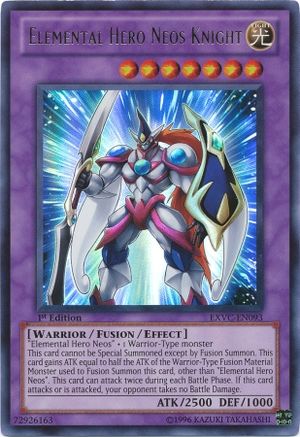 ELEMENTAL HERO NEOS KNIGHT
LIGHT
光
1st Edition
EXVC-EN093
[WARRIOR / FUSION / EFFECT]
"Elemental Hero Neos" + 1 Warrior-Type monster
This card cannot be Special Summoned except by Fusion Summon. This
card gains ATK equal to half the ATK of the Warrior-Type Fusion Material
Monster used to Fusion Summon this card, other than "Elemental Hero
Neos". This card can attack twice during each Battle Phase. If this card
attacks or is attacked, your opponent takes no Battle Damage.
ATK/2500 DEF/1000
72926163
©1996 KAZUKI TAKAHASHI